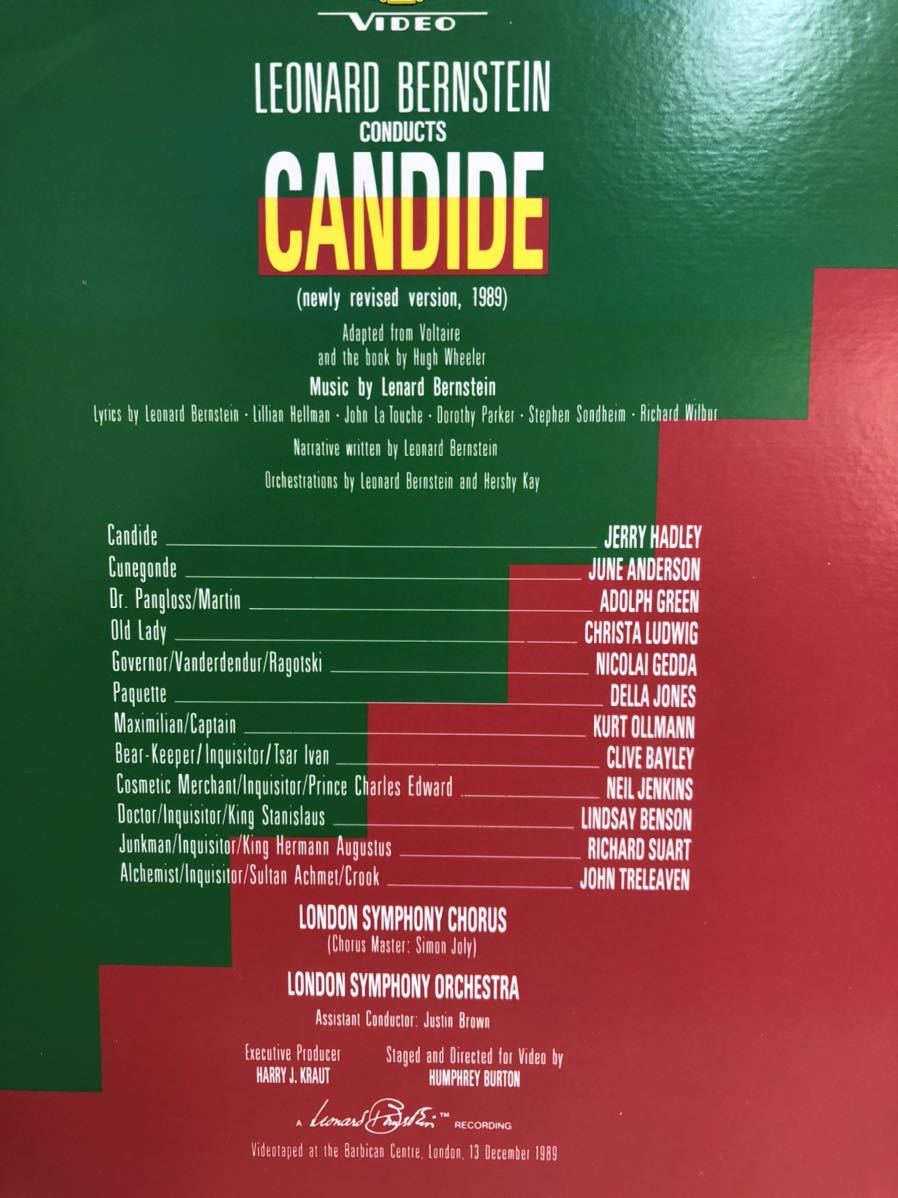 VIDEO
LEONARD BERNSTEIN
CONDUCTS
CANDIDE
(newly revised version, 1989)
Adapted from Voltaire
and the book by Hugh Wheeler
Music by Lenard Bernstein
Lyrics by Leonard Bernstein · Lillian Hellman · John La Touche · Dorothy Parker · Stephen Sondheim · Richard Wilbur
Narrative written by Leonard Bernstein
Orchestrations by Leonard Bernstein and Hershy Kay
Candide JERRY HADLEY
Cunegonde JUNE ANDERSON
Dr. Pangloss/Martin ADOLPH GREEN
Old Lady CHRISTA LUDWIG
Governor/Vanderdendur/Ragotski NICOLAI GEDDA
Paquette DELLA JONES
Maximilian/Captain KURT OLLMANN
Bear-Keeper/Inquisitor/Tsar Ivan CLIVE BAYLEY
Cosmetic Merchant/Inquisitor/Prince Charles Edward NEIL JENKINS
Doctor/Inquisitor/King Stanislaus LINDSAY BENSON
Junkman/Inquisitor/King Hermann Augustus RICHARD SUART
Alchemist/Inquisitor/Sultan Achmet/Crook JOHN TRELEAVEN
LONDON SYMPHONY CHORUS
(Chorus Master: Simon Joly)
LONDON SYMPHONY ORCHESTRA
Assistant Conductor: Justin Brown
Executive Producer
HARRY J. KRAUT
Staged and Directed for Video by
HUMPHREY BURTON
A Leonard Bernstein™ RECORDING
Videotaped at the Barbican Centre, London, 13 December 1989